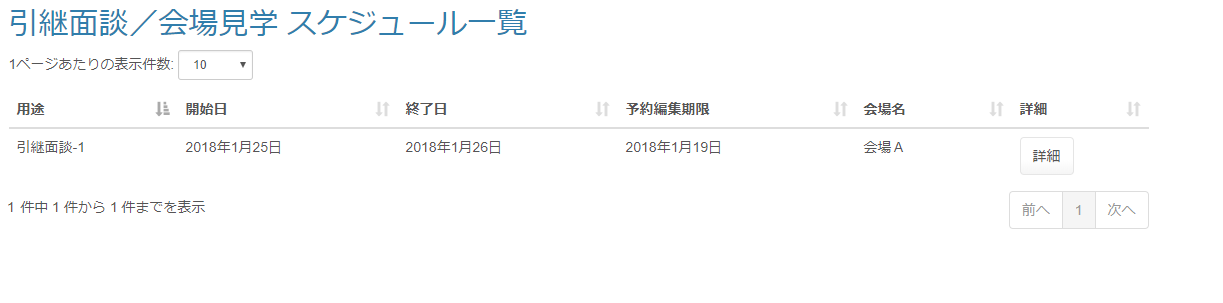 引継面談／会場見学 スケジュール一覧
1ページあたりの表示件数: 10
用途 開始日 終了日 予約編集期限 会場名 詳細
引継面談-1 2018年1月25日 2018年1月26日 2018年1月19日 会場Ａ 詳細
1 件中 1 件から 1 件までを表示 前へ 1 次へ